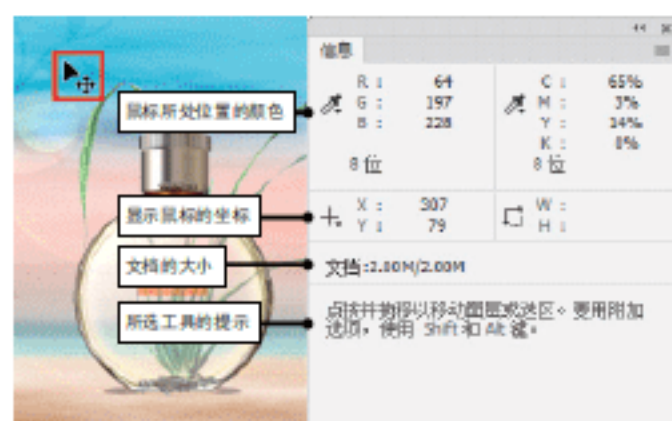 信息
R : 64
G : 197
B : 228
8 位
C : 65%
M : 3%
Y : 14%
K : 0%
8 位
鼠标所处位置的颜色
显示鼠标的坐标
X : 307
Y : 79
W :
H :
文档的大小
文档:2.00M/2.00M
所选工具的提示
点按并拖移以移动图层或选区。要用附加
选项，使用 Shift 和 Alt 键。